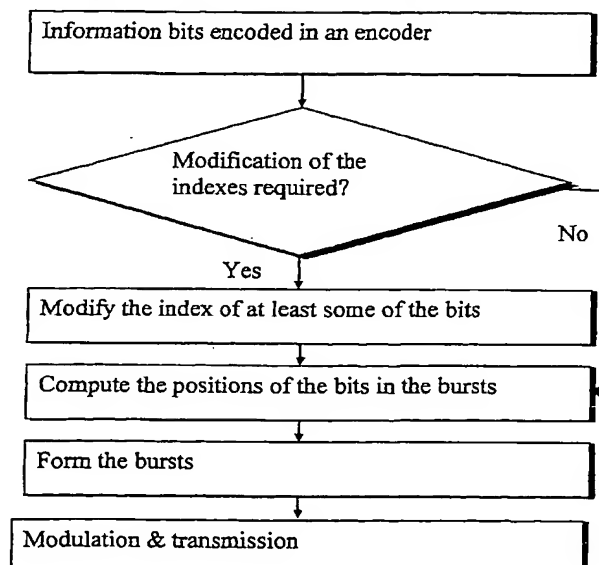 Information bits encoded in an encoder
Modification of the
indexes required?
No
Yes
Modify the index of at least some of the bits
Compute the positions of the bits in the bursts
Form the bursts
Modulation & transmission